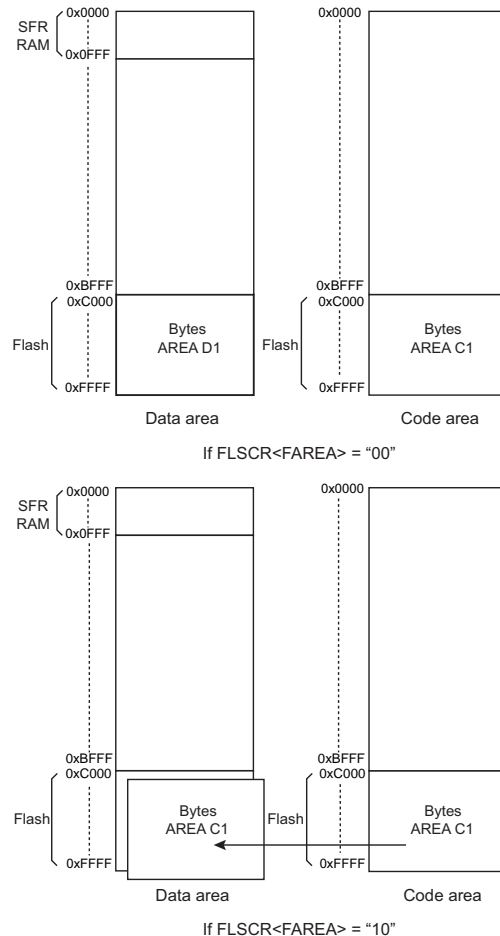 0x0000
SFR
RAM
0x0FFF
0xBFFF
0xC000
Flash
0xFFFF
Bytes
AREA D1
Data area
0x0000
0xBFFF
0xC000
Flash
0xFFFF
Bytes
AREA C1
Code area
If FLSCR<FAREA> = “00”
0x0000
SFR
RAM
0x0FFF
0xBFFF
0xC000
Flash
0xFFFF
Bytes
AREA C1
Data area
0x0000
0xBFFF
0xC000
Flash
0xFFFF
Bytes
AREA C1
Code area
If FLSCR<FAREA> = “10”